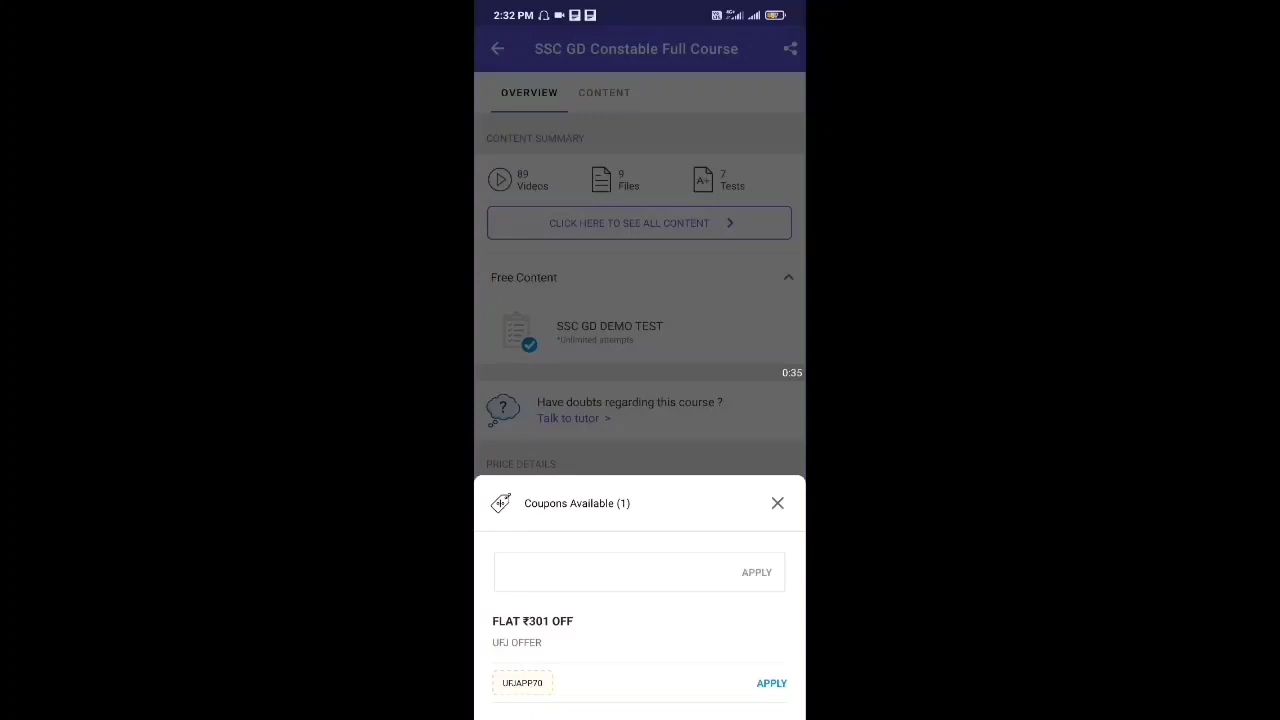 2:32 PM
SSC GD Constable Full Course
OVERVIEW CONTENT
CONTENT SUMMARY
89 Videos
9 Files
A+ 7 Tests
CLICK HERE TO SEE ALL CONTENT >
Free Content
SSC GD DEMO TEST
*Unlimited attempts
0:35
? Have doubts regarding this course ?
Talk to tutor >
PRICE DETAILS
Coupons Available (1)
APPLY
FLAT ₹301 OFF
UFJ OFFER
UFJAPP70 APPLY